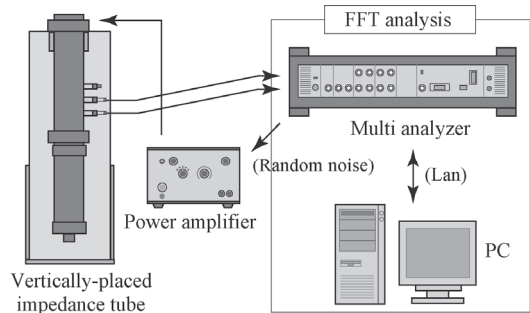 FFT analysis
Multi analyzer
(Random noise)
(Lan)
Power amplifier
PC
Vertically-placed
impedance tube